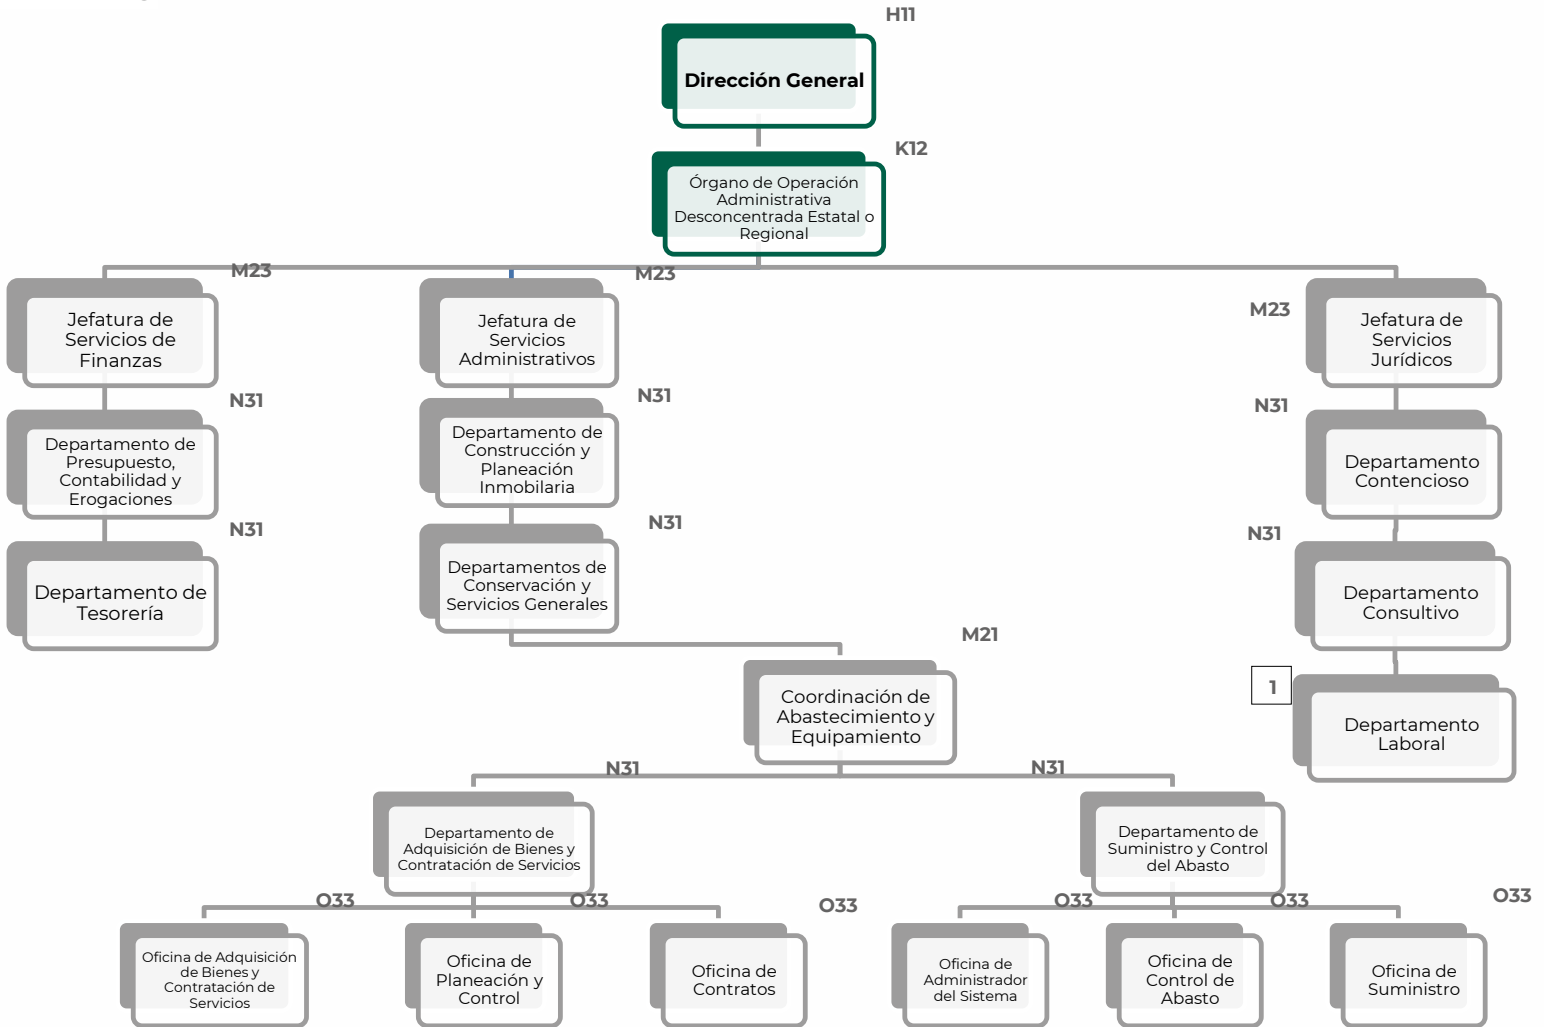 H11
Dirección General
K12
Órgano de Operación
Administrativa
Desconcentrada Estatal o
Regional
M23
Jefatura de
Servicios de
Finanzas
N31
Departamento de
Presupuesto,
Contabilidad y
Erogaciones
N31
Departamento de
Tesorería
M23
Jefatura de
Servicios
Administrativos
N31
Departamento de
Construcción y
Planeación
Inmobilaria
N31
Departamentos de
Conservación y
Servicios Generales
M23
Jefatura de
Servicios
Jurídicos
N31
Departamento
Contencioso
N31
Departamento
Consultivo
1
Departamento
Laboral
M21
Coordinación de
Abastecimiento y
Equipamiento
N31
Departamento de
Adquisición de Bienes y
Contratación de Servicios
N31
Departamento de
Suministro y Control
del Abasto
O33
Oficina de Adquisición
de Bienes y
Contratación de
Servicios
O33
Oficina de
Planeación y
Control
O33
Oficina de
Contratos
O33
Oficina de
Administrador
del Sistema
O33
Oficina de
Control de
Abasto
O33
Oficina de
Suministro